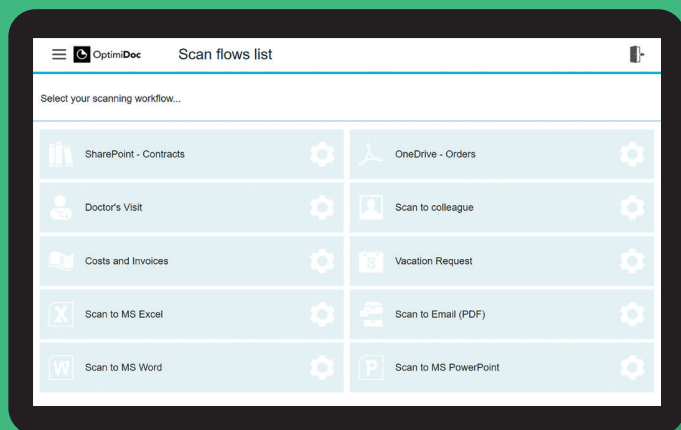 OptimiDoc Scan flows list
Select your scanning workflow...
SharePoint - Contracts
OneDrive - Orders
Doctor's Visit
Scan to colleague
Costs and Invoices
8 Vacation Request
X Scan to MS Excel
Scan to Email (PDF)
W Scan to MS Word
P Scan to MS PowerPoint